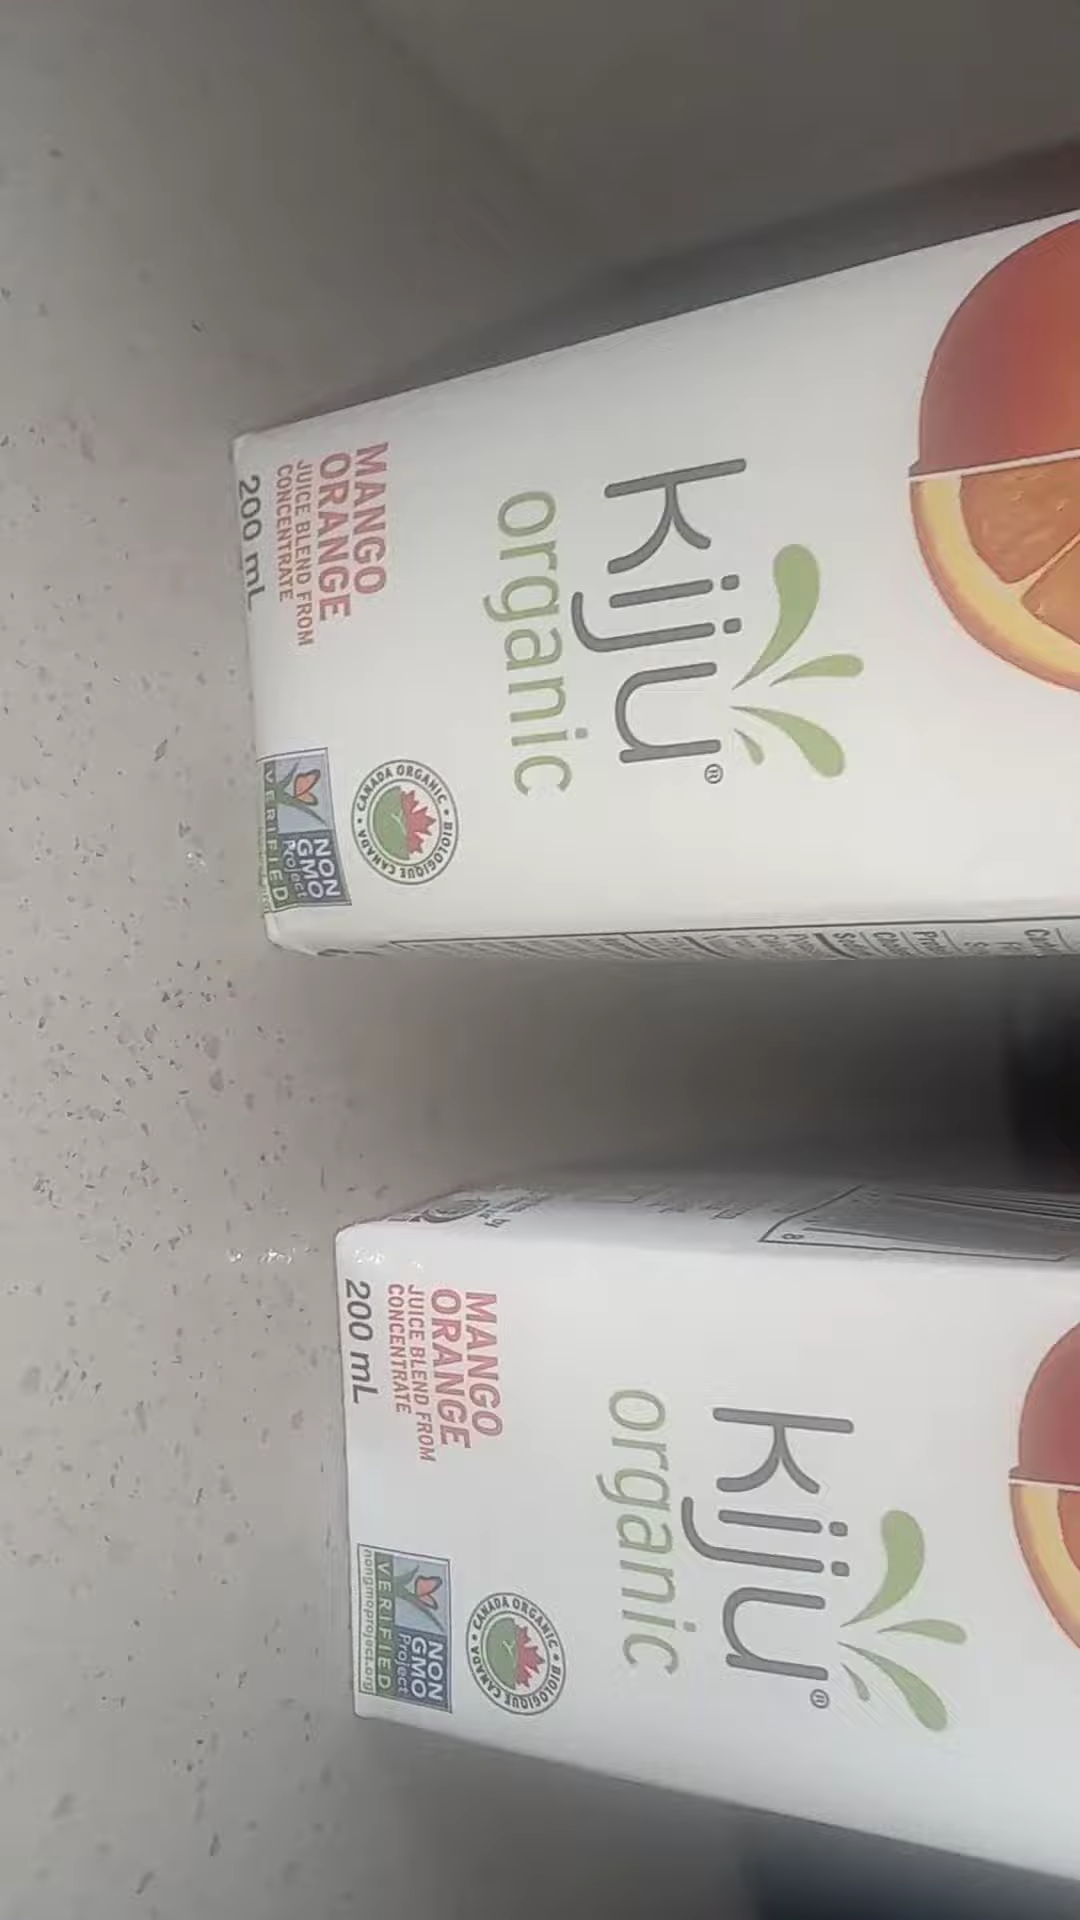 kiju®
organic
MANGO
ORANGE
JUICE BLEND FROM
CONCENTRATE
200 mL
CANADA ORGANIC • BIOLOGIQUE CANADA •
NON
GMO
Project
VERIFIED
kiju®
organic
MANGO
ORANGE
JUICE BLEND FROM
CONCENTRATE
200 mL
CANADA ORGANIC • BIOLOGIQUE CANADA •
NON
GMO
Project
VERIFIED
nongmoproject.org